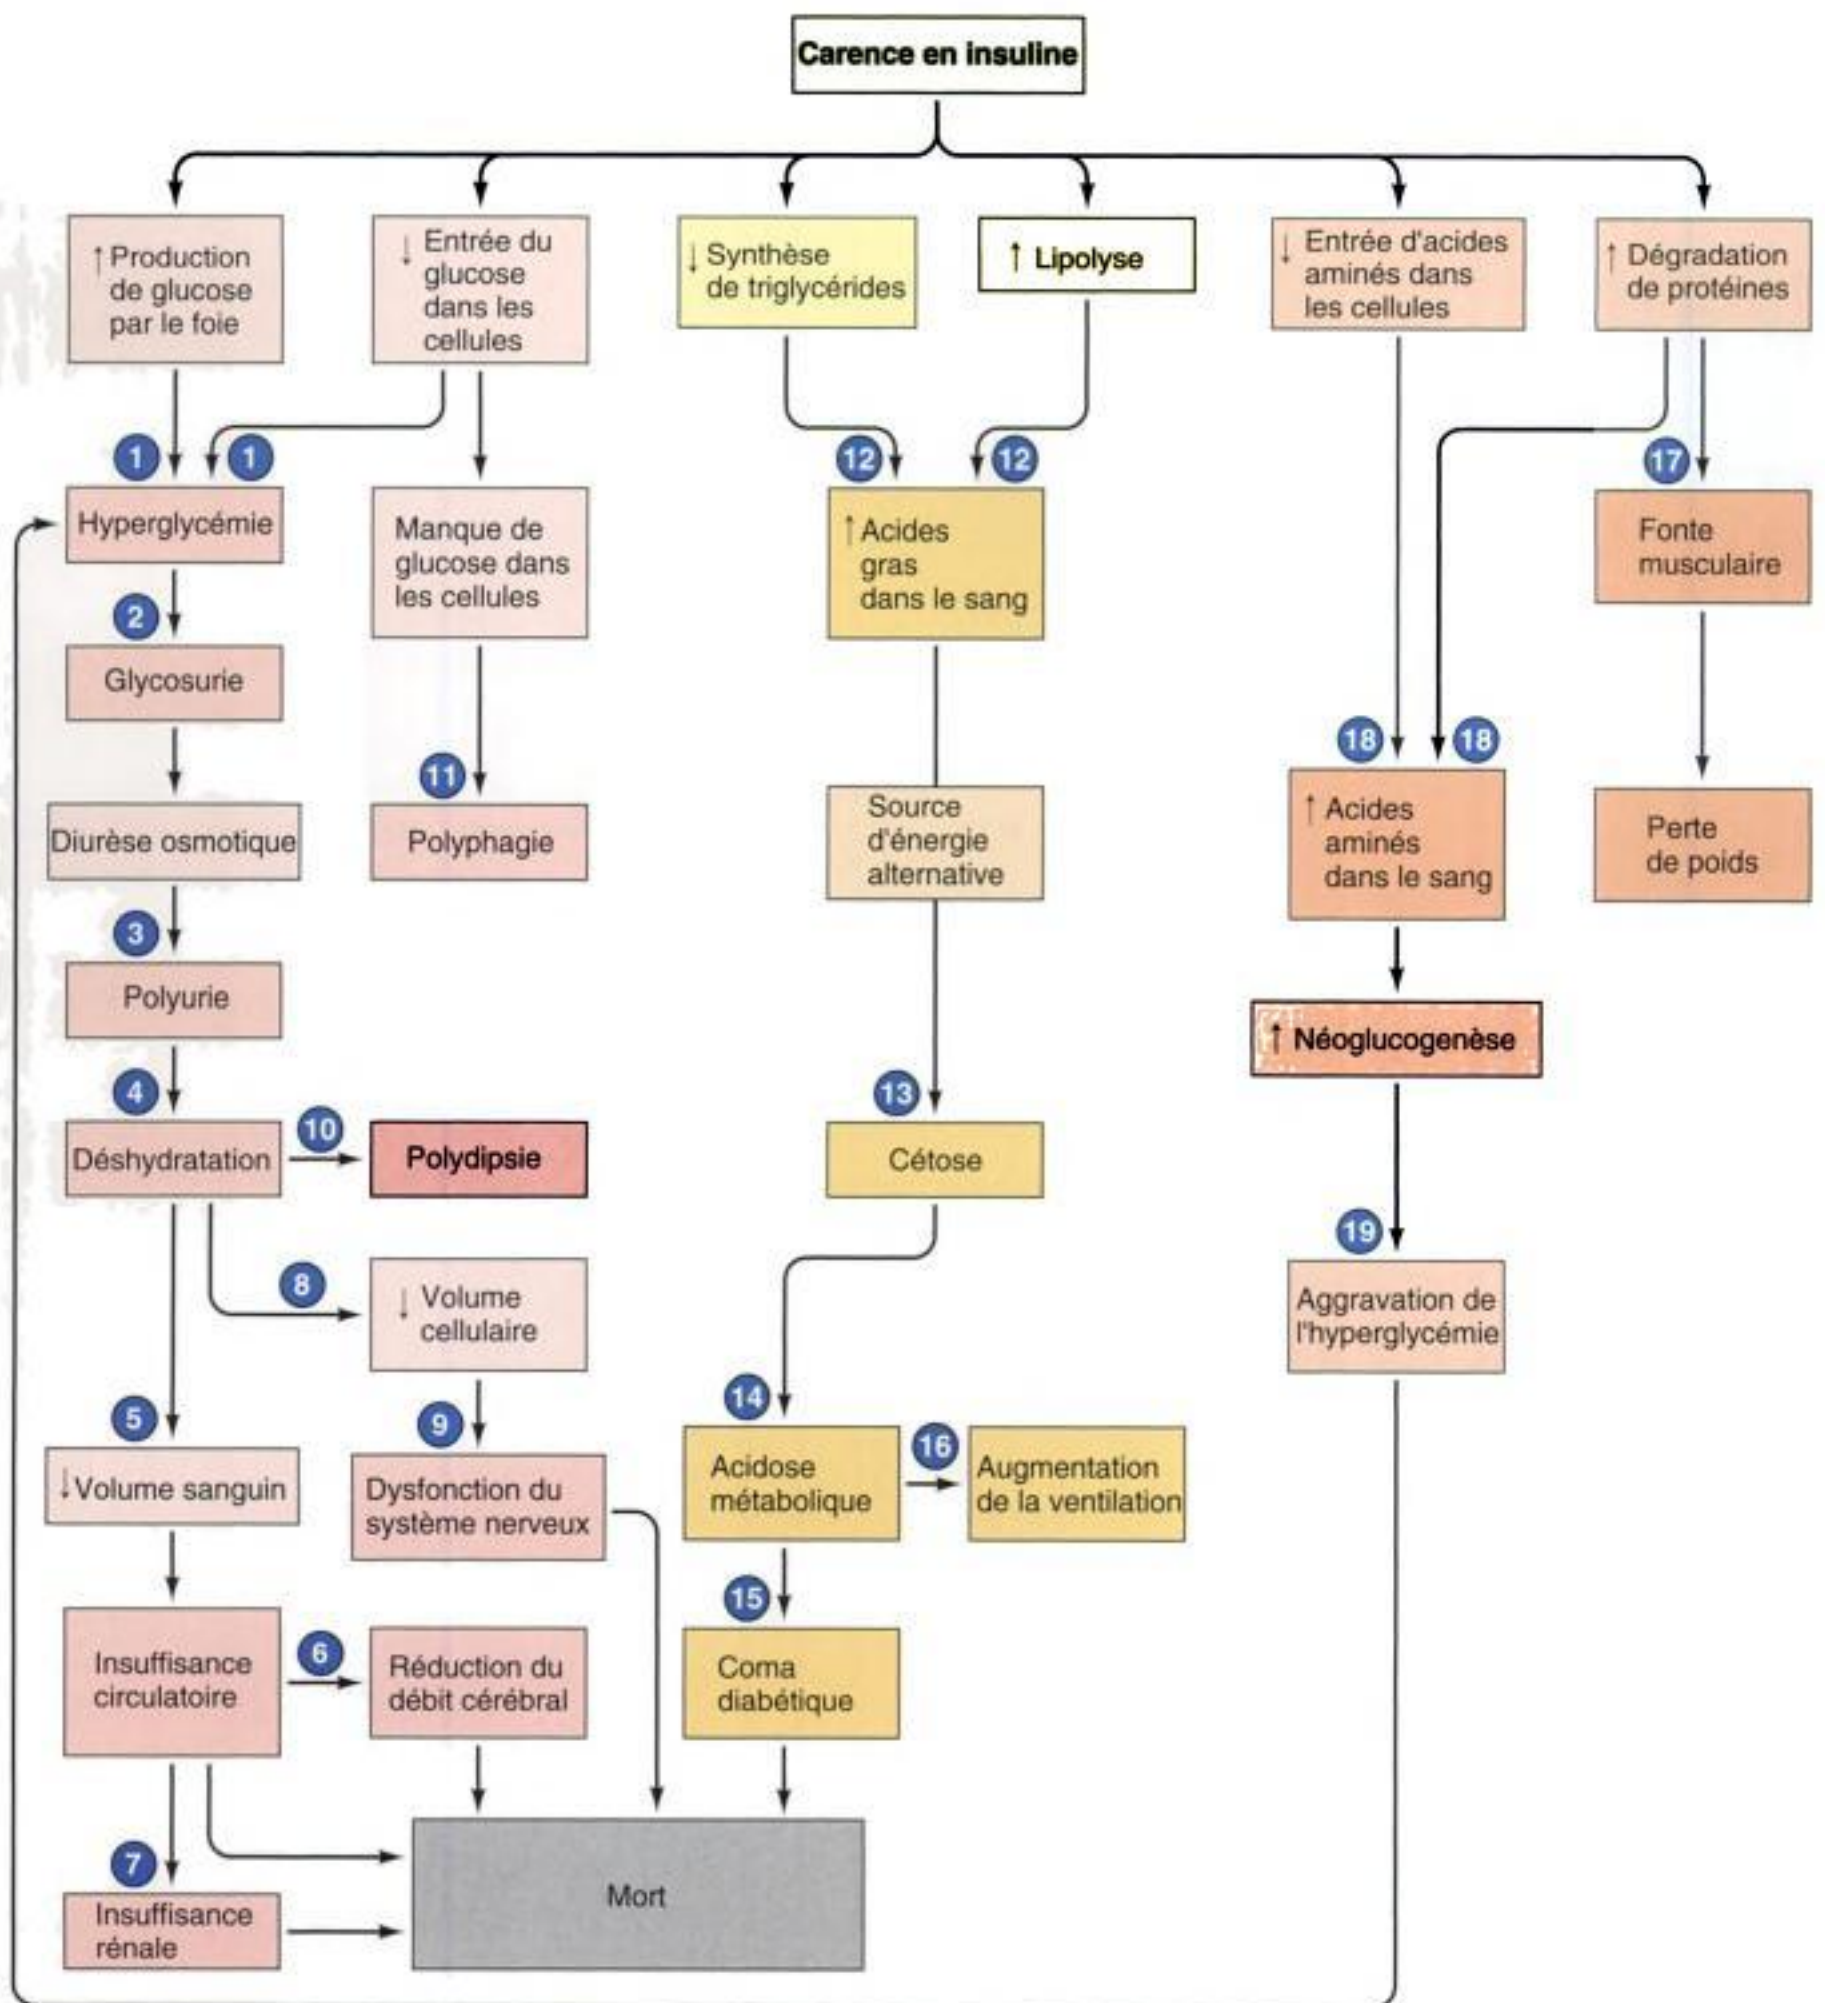 Carence en insuline
↑ Production
de glucose
par le foie
↓ Entrée du
glucose
dans les
cellules
↓ Synthèse
de triglycérides
↑ Lipolyse
↓ Entrée d'acides
aminés dans
les cellules
↑ Dégradation
de protéines
1
1
12
12
17
Hyperglycémie
Manque de
glucose dans
les cellules
↑ Acides
gras
dans le sang
Fonte
musculaire
2
Glycosurie
11
18
18
Diurèse osmotique
Polyphagie
Source
d'énergie
alternative
↑ Acides
aminés
dans le sang
Perte
de poids
3
Polyurie
↑ Néoglucogenèse
4
10
13
Déshydratation
Polydipsie
Cétose
19
8
↓ Volume
cellulaire
Aggravation de
l'hyperglycémie
5
9
14
16
↓ Volume sanguin
Dysfonction du
système nerveux
Acidose
métabolique
Augmentation
de la ventilation
15
6
Insuffisance
circulatoire
Réduction du
débit cérébral
Coma
diabétique
7
Mort
Insuffisance
rénale